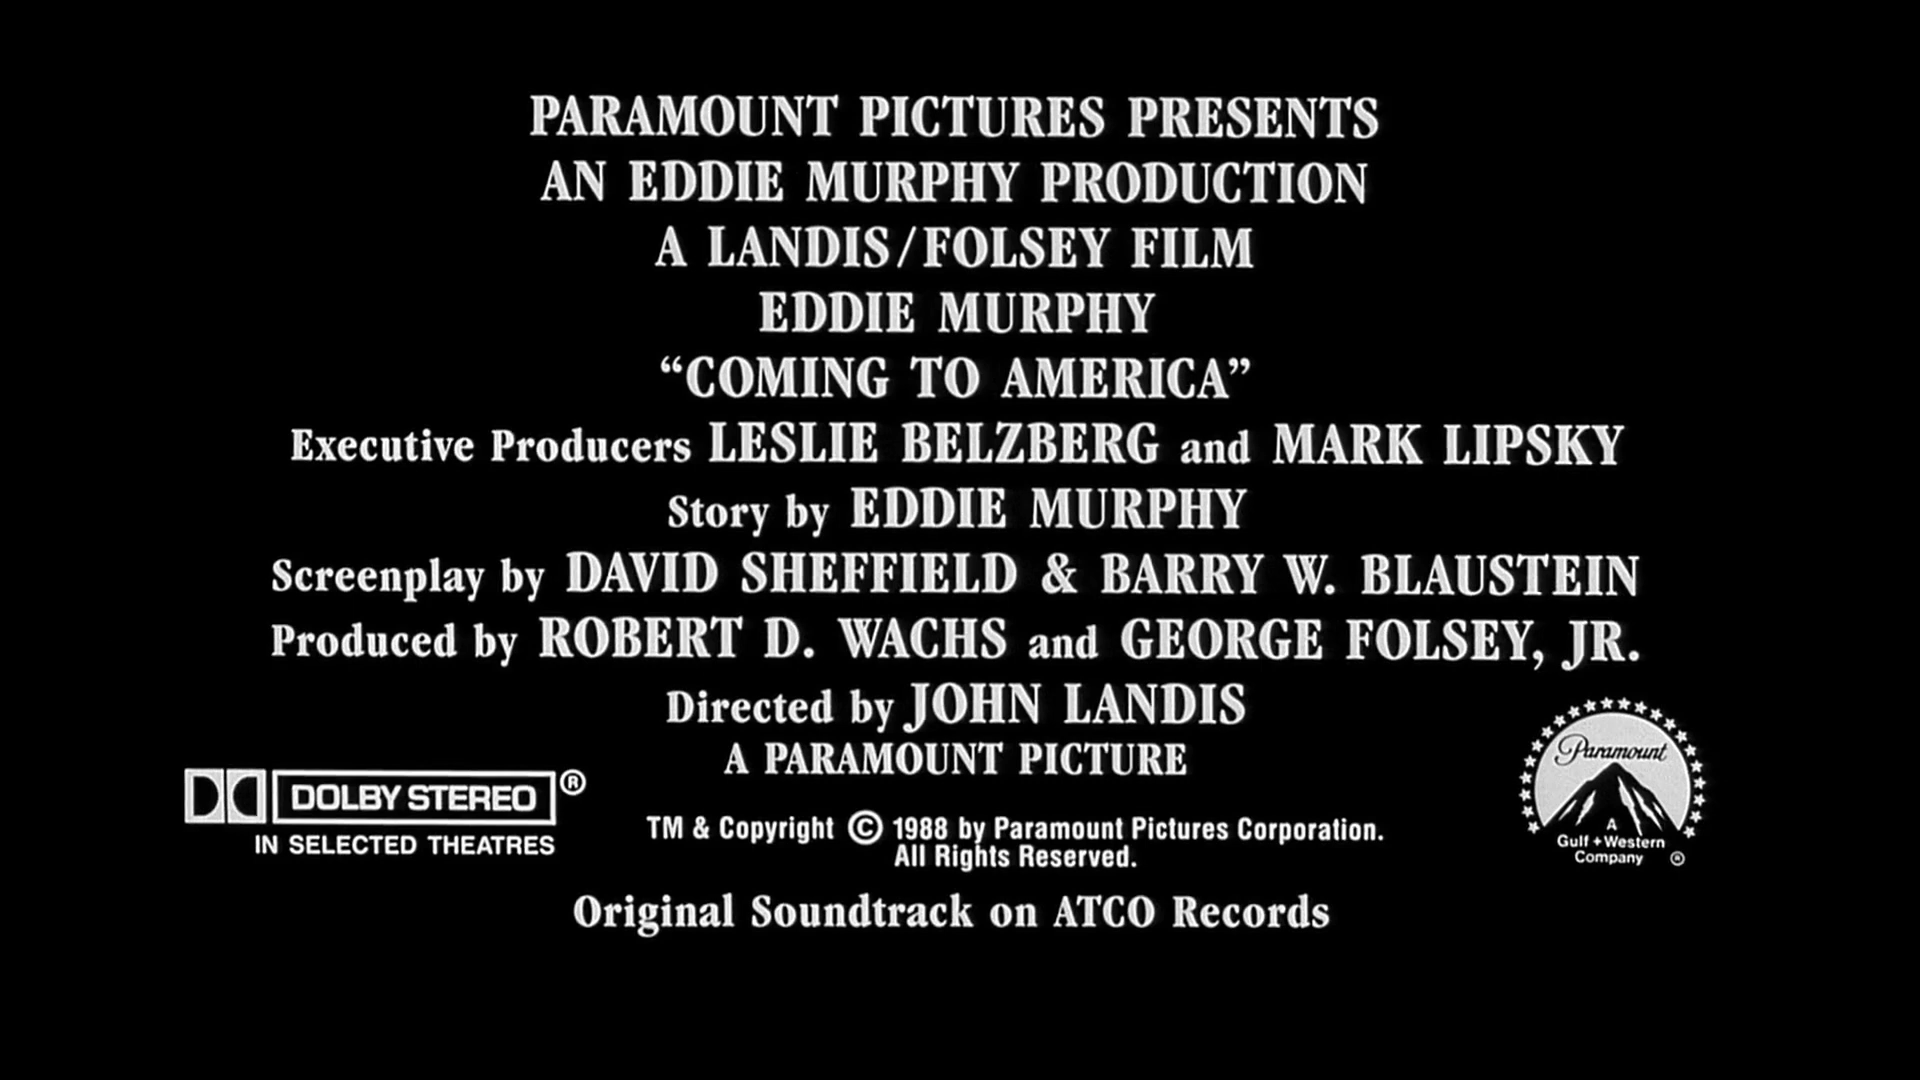 PARAMOUNT PICTURES PRESENTS
AN EDDIE MURPHY PRODUCTION
A LANDIS/FOLSEY FILM
EDDIE MURPHY
“COMING TO AMERICA”
Executive Producers LESLIE BELZBERG and MARK LIPSKY
Story by EDDIE MURPHY
Screenplay by DAVID SHEFFIELD & BARRY W. BLAUSTEIN
Produced by ROBERT D. WACHS and GEORGE FOLSEY, JR.
Directed by JOHN LANDIS
A PARAMOUNT PICTURE
DOLBY STEREO ®
IN SELECTED THEATRES
TM & Copyright © 1988 by Paramount Pictures Corporation.
All Rights Reserved.
Paramount
A
Gulf + Western
Company ®
Original Soundtrack on ATCO Records